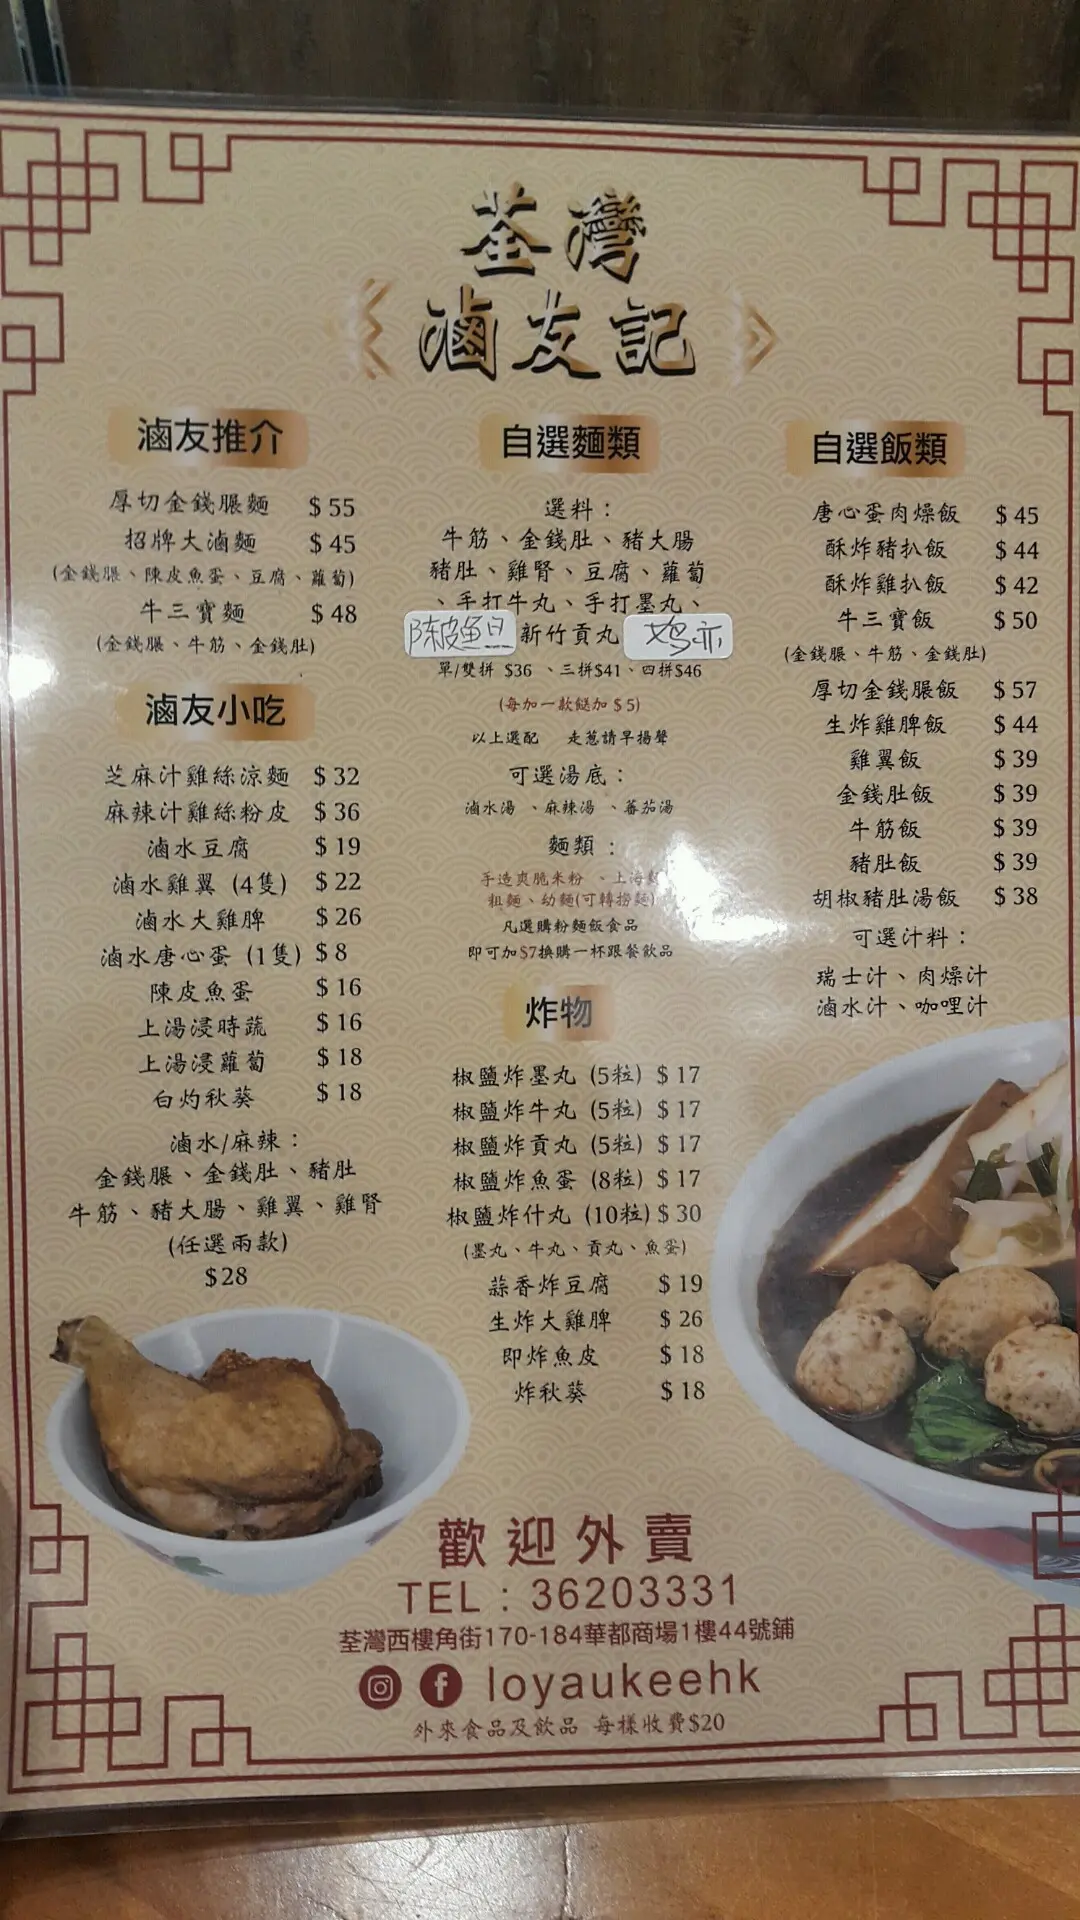 荃灣
滷友記
滷友推介
厚切金錢𦟌麵 $55
招牌大滷麵 $45
(金錢𦟌、陳皮魚蛋、豆腐、蘿蔔)
牛三寶麵 $48
(金錢𦟌、牛筋、金錢肚)
滷友小吃
芝麻汁雞絲涼麵 $32
麻辣汁雞絲粉皮 $36
滷水豆腐 $19
滷水雞翼 (4隻) $22
滷水大雞脾 $26
滷水唐心蛋 (1隻) $8
陳皮魚蛋 $16
上湯浸時蔬 $16
上湯浸蘿蔔 $18
白灼秋葵 $18
滷水/麻辣：
金錢𦟌、金錢肚、豬肚
牛筋、豬大腸、雞翼、雞腎
(任選兩款)
$28
自選麵類
選料：
牛筋、金錢肚、豬大腸
豬肚、雞腎、豆腐、蘿蔔
、手打牛丸、手打墨丸、
陳皮魚旦 新竹貢丸
單/雙拼 $36 、三拼$41、四拼$46
(每加一款餸加$5)
以上選配 走蔥請早揚聲
可選湯底：
滷水湯 、麻辣湯 、蕃茄湯
麵類：
手造爽脆米粉 、上海
粗麵、幼麵(可轉撈麵)
凡選購粉麵飯食品
即可加$7換購一杯跟餐飲品
炸物
椒鹽炸墨丸 (5粒) $17
椒鹽炸牛丸 (5粒) $17
椒鹽炸貢丸 (5粒) $17
椒鹽炸魚蛋 (8粒) $17
椒鹽炸什丸 (10粒) $30
(墨丸、牛丸、貢丸、魚蛋)
蒜香炸豆腐 $19
生炸大雞脾 $26
即炸魚皮 $18
炸秋葵 $18
自選飯類
唐心蛋肉燥飯 $45
酥炸豬扒飯 $44
酥炸雞扒飯 $42
牛三寶飯 $50
(金錢𦟌、牛筋、金錢肚)
厚切金錢𦟌飯 $57
生炸雞脾飯 $44
雞翼飯 $39
金錢肚飯 $39
牛筋飯 $39
豬肚飯 $39
胡椒豬肚湯飯 $38
可選汁料：
瑞士汁、肉燥汁
滷水汁、咖哩汁
歡迎外賣
TEL : 36203331
荃灣西樓角街170-184華都商場1樓44號鋪
loyaukeehk
外來食品及飲品 每樣收費$20